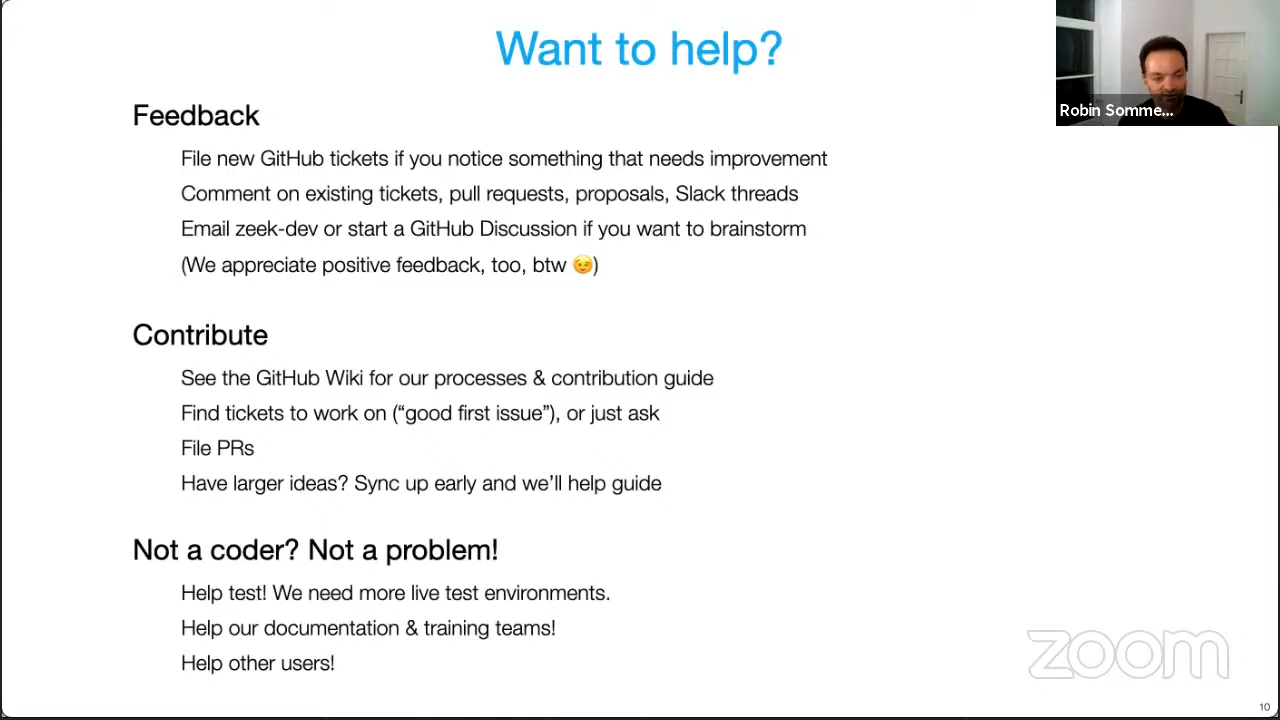 Want to help?
Robin Somme...
Feedback
File new GitHub tickets if you notice something that needs improvement
Comment on existing tickets, pull requests, proposals, Slack threads
Email zeek-dev or start a GitHub Discussion if you want to brainstorm
(We appreciate positive feedback, too, btw 😉)
Contribute
See the GitHub Wiki for our processes & contribution guide
Find tickets to work on (“good first issue”), or just ask
File PRs
Have larger ideas? Sync up early and we’ll help guide
Not a coder? Not a problem!
Help test! We need more live test environments.
Help our documentation & training teams!
Help other users!
zoom
10